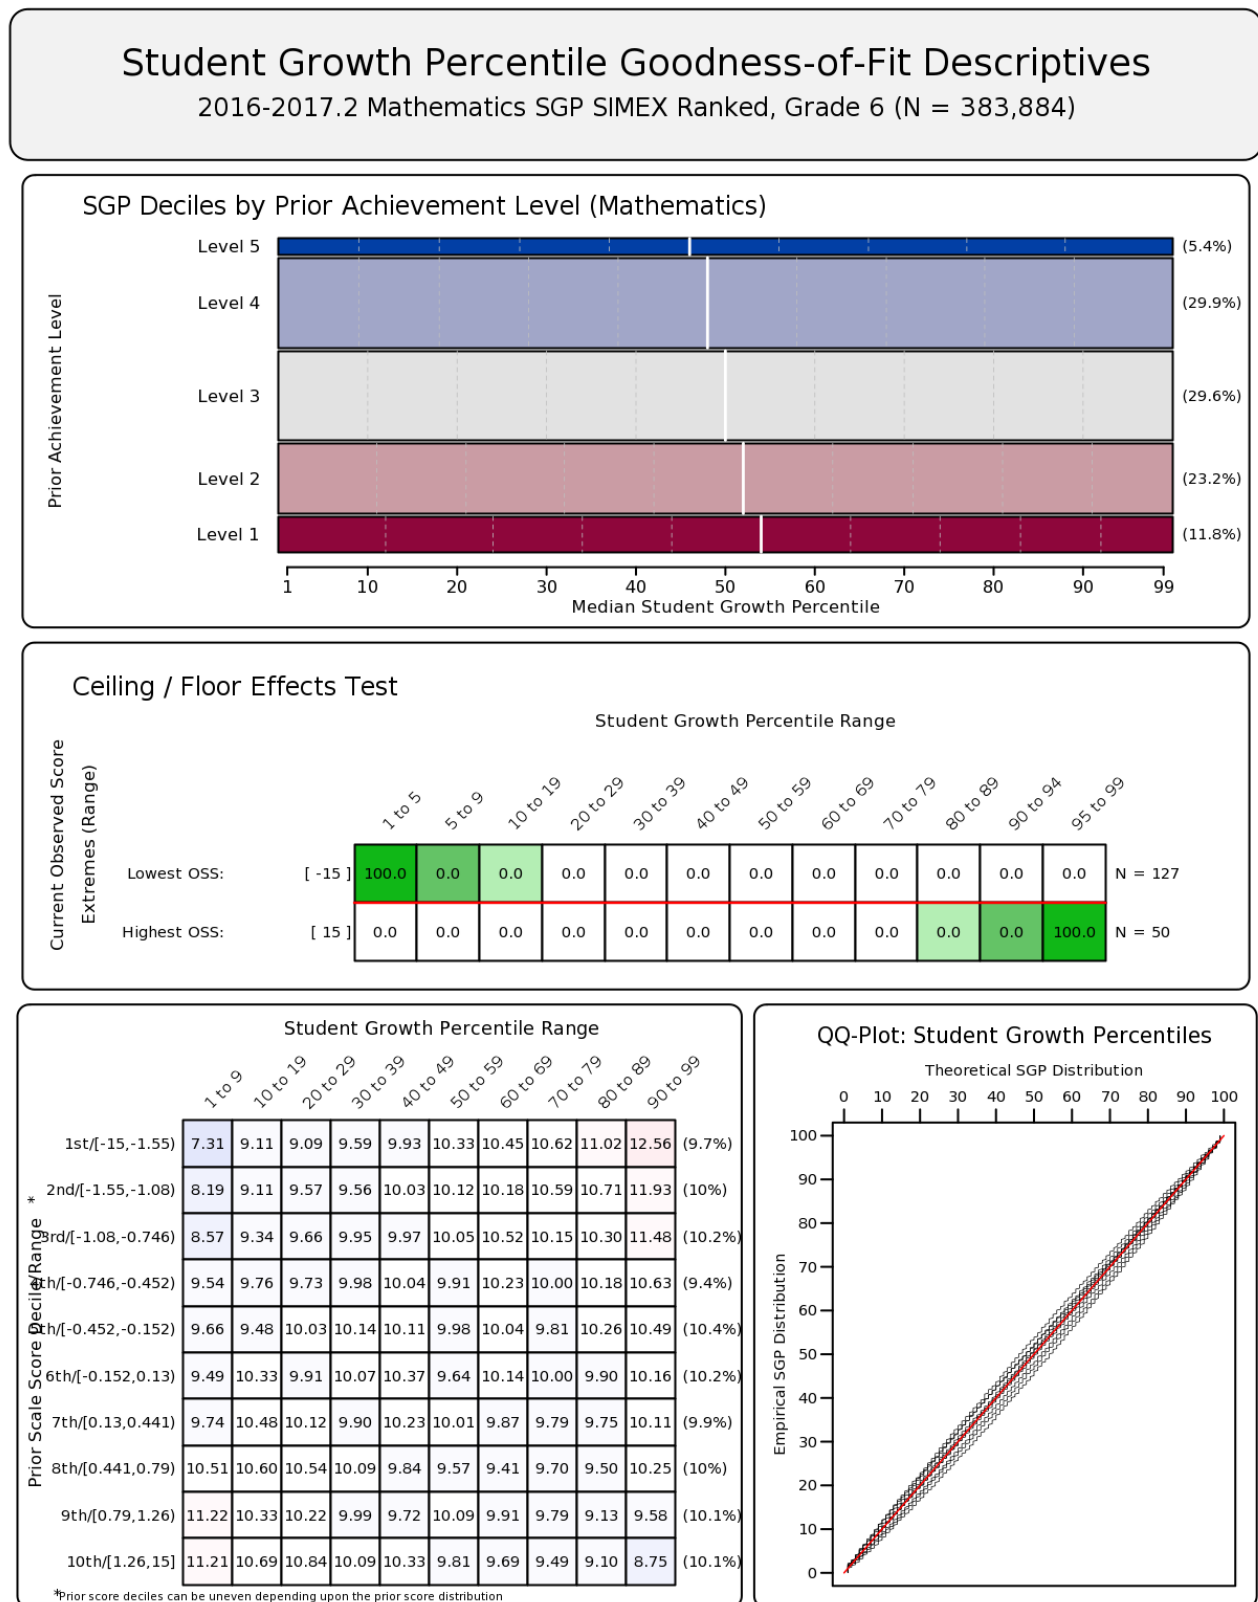 Student Growth Percentile Goodness-of-Fit Descriptives
2016-2017.2 Mathematics SGP SIMEX Ranked, Grade 6 (N = 383,884)
SGP Deciles by Prior Achievement Level (Mathematics)
Prior Achievement Level
Level 5 (5.4%)
Level 4 (29.9%)
Level 3 (29.6%)
Level 2 (23.2%)
Level 1 (11.8%)
1 10 20 30 40 50 60 70 80 90 99
Median Student Growth Percentile
Ceiling / Floor Effects Test
Student Growth Percentile Range
Current Observed Score
Extremes (Range)
1 to 5 5 to 9 10 to 19 20 to 29 30 to 39 40 to 49 50 to 59 60 to 69 70 to 79 80 to 89 90 to 94 95 to 99
Lowest OSS: [ -15 ] 100.0 0.0 0.0 0.0 0.0 0.0 0.0 0.0 0.0 0.0 0.0 0.0 N = 127
Highest OSS: [ 15 ] 0.0 0.0 0.0 0.0 0.0 0.0 0.0 0.0 0.0 0.0 0.0 100.0 N = 50
Student Growth Percentile Range
1 to 9 10 to 19 20 to 29 30 to 39 40 to 49 50 to 59 60 to 69 70 to 79 80 to 89 90 to 99
Prior Scale Score Decile/Range *
1st/[-15,-1.55) 7.31 9.11 9.09 9.59 9.93 10.33 10.45 10.62 11.02 12.56 (9.7%)
2nd/[-1.55,-1.08) 8.19 9.11 9.57 9.56 10.03 10.12 10.18 10.59 10.71 11.93 (10%)
3rd/[-1.08,-0.746) 8.57 9.34 9.66 9.95 9.97 10.05 10.52 10.15 10.30 11.48 (10.2%)
4th/[-0.746,-0.452) 9.54 9.76 9.73 9.98 10.04 9.91 10.23 10.00 10.18 10.63 (9.4%)
5th/[-0.452,-0.152) 9.66 9.48 10.03 10.14 10.11 9.98 10.04 9.81 10.26 10.49 (10.4%)
6th/[-0.152,0.13) 9.49 10.33 9.91 10.07 10.37 9.64 10.14 10.00 9.90 10.16 (10.2%)
7th/[0.13,0.441) 9.74 10.48 10.12 9.90 10.23 10.01 9.87 9.79 9.75 10.11 (9.9%)
8th/[0.441,0.79) 10.51 10.60 10.54 10.09 9.84 9.57 9.41 9.70 9.50 10.25 (10%)
9th/[0.79,1.26) 11.22 10.33 10.22 9.99 9.72 10.09 9.91 9.79 9.13 9.58 (10.1%)
10th/[1.26,15] 11.21 10.69 10.84 10.09 10.33 9.81 9.69 9.49 9.10 8.75 (10.1%)
*Prior score deciles can be uneven depending upon the prior score distribution
QQ-Plot: Student Growth Percentiles
Theoretical SGP Distribution
0 10 20 30 40 50 60 70 80 90 100
Empirical SGP Distribution
100
90
80
70
60
50
40
30
20
10
0